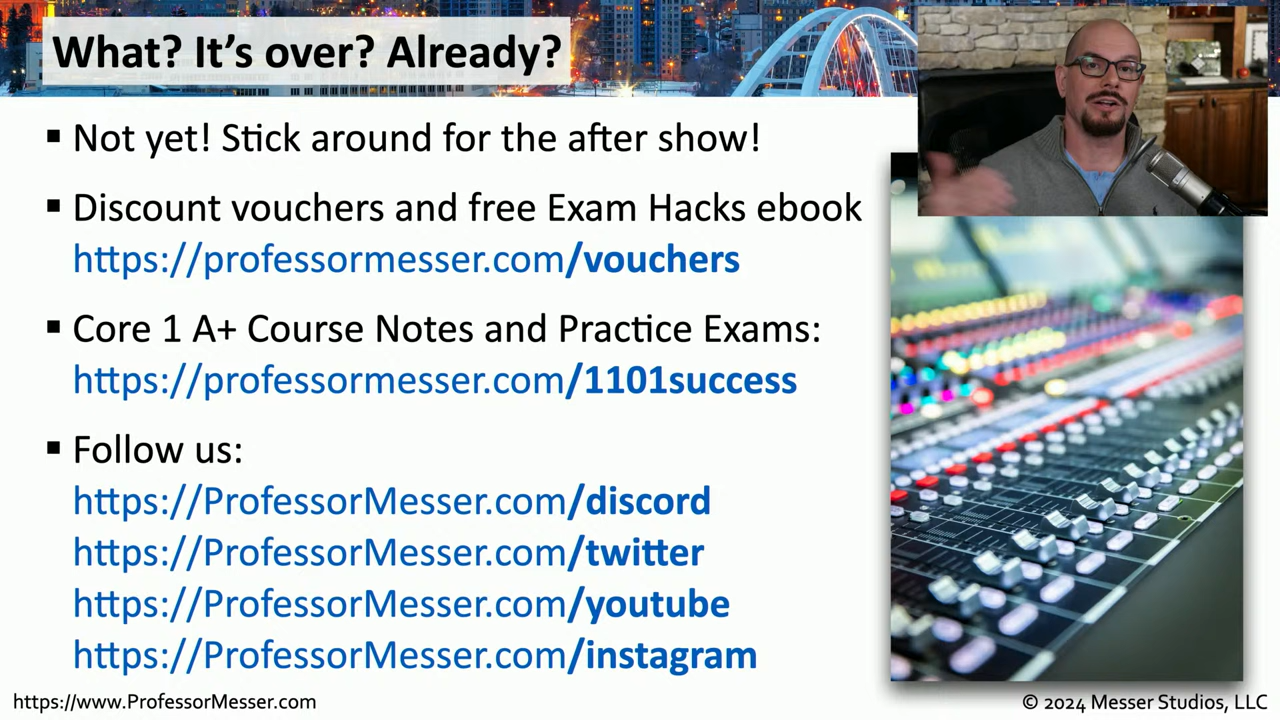 What? It's over? Already?
▪ Not yet! Stick around for the after show!
▪ Discount vouchers and free Exam Hacks ebook
https://professormesser.com/vouchers
▪ Core 1 A+ Course Notes and Practice Exams:
https://professormesser.com/1101success
▪ Follow us:
https://ProfessorMesser.com/discord
https://ProfessorMesser.com/twitter
https://ProfessorMesser.com/youtube
https://ProfessorMesser.com/instagram
https://www.ProfessorMesser.com
© 2024 Messer Studios, LLC